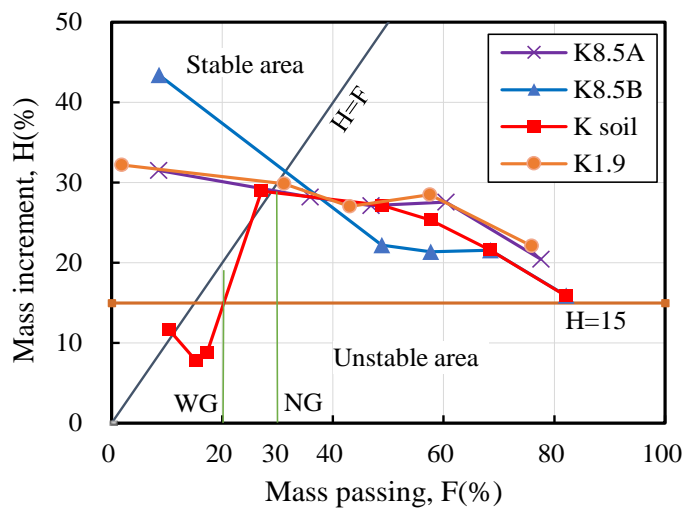 50
40
30
20
10
0
Mass increment, H(%)
Stable area
H=F
K8.5A
K8.5B
K soil
K1.9
H=15
Unstable area
WG
NG
0
20
30
40
60
80
100
Mass passing, F(%)